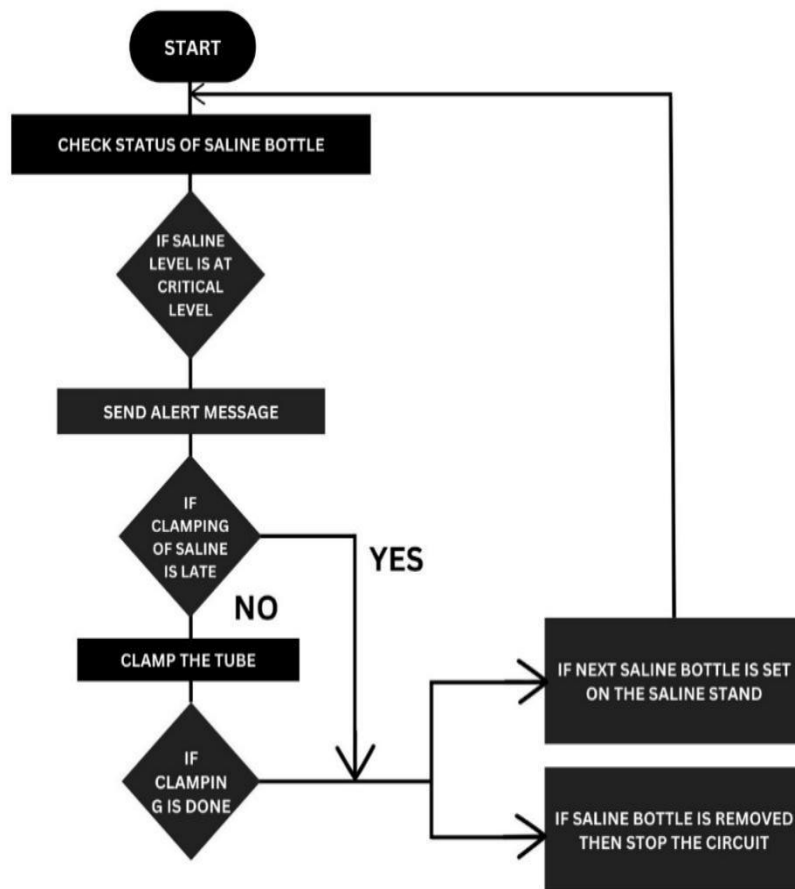 START
CHECK STATUS OF SALINE BOTTLE
IF SALINE
LEVEL IS AT
CRITICAL
LEVEL
SEND ALERT MESSAGE
IF
CLAMPING
OF SALINE
IS LATE
YES
NO
CLAMP THE TUBE
IF
CLAMPIN
G IS DONE
IF NEXT SALINE BOTTLE IS SET
ON THE SALINE STAND
IF SALINE BOTTLE IS REMOVED
THEN STOP THE CIRCUIT